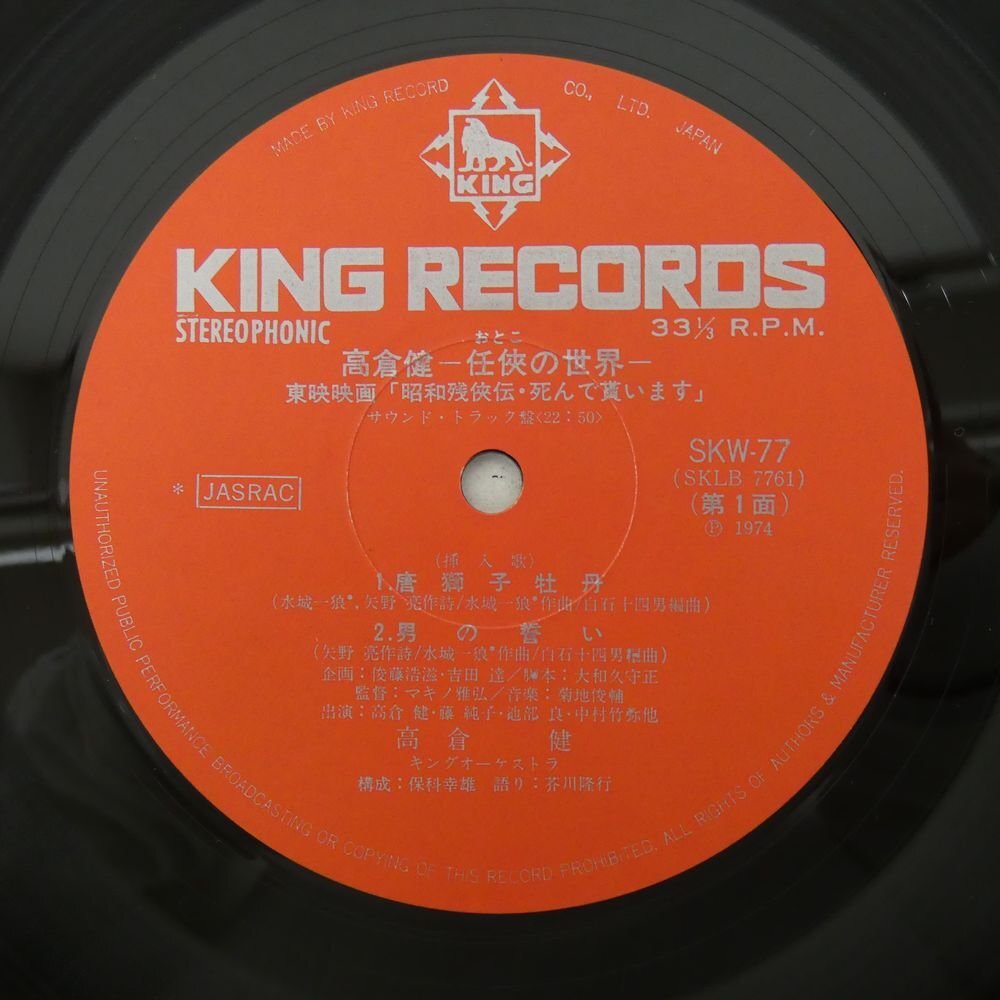 MADE BY KING RECORD CO., LTD. JAPAN
KING
KING RECORDS
STEREOPHONIC
33⅓ R.P.M.
おとこ
高倉健－任侠の世界－
東映映画「昭和残侠伝・死んで貰います」
サウンド・トラック盤〈22：50〉
SKW-77
(SKLB 7761)
(第1面)
Ⓟ 1974
* JASRAC
(挿入歌)
1.唐獅子牡丹
(水城一狼*.矢野 亮作詩/水城一狼*作曲/白石十四男編曲)
2.男の誓い
(矢野 亮作詩/水城一狼*作曲/白石十四男編曲)
企画：俊藤浩滋・吉田 達／脚本：大和久守正
監督：マキノ雅弘／音楽：菊地俊輔
出演：高倉 健・藤 純子・池部 良・中村竹弥他
高倉 健
キングオーケストラ
構成：保科幸雄 語り：芥川隆行
UNAUTHORIZED PUBLIC PERFORMANCE, BROADCASTING OR COPYING OF THIS RECORD PROHIBITED. ALL RIGHTS OF AUTHORS & MANUFACTURER RESERVED.